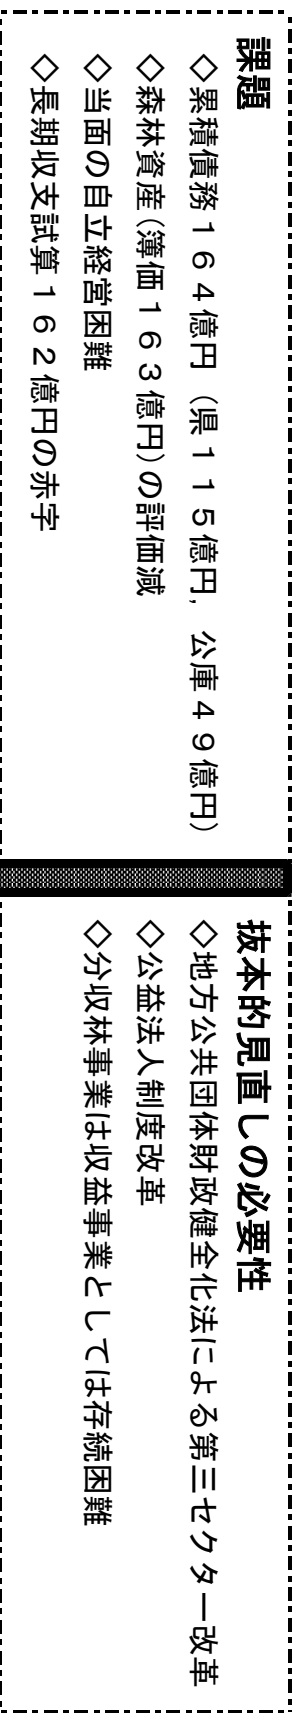 課題
◇累積債務１６４億円（県１１５億円，公庫４９億円）
◇森林資産(簿価１６３億円)の評価減
◇当面の自立経営困難
◇長期収支試算１６２億円の赤字
抜本的見直しの必要性
◇地方公共団体財政健全化法による第三セクター改革
◇公益法人制度改革
◇分収林事業は収益事業としては存続困難